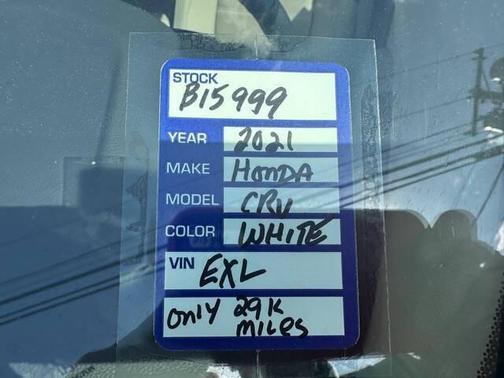 STOCK
B15999
YEAR 2021
MAKE HONDA
MODEL CRV
COLOR WHITE
VIN EXL
ONLY 29K
MILES